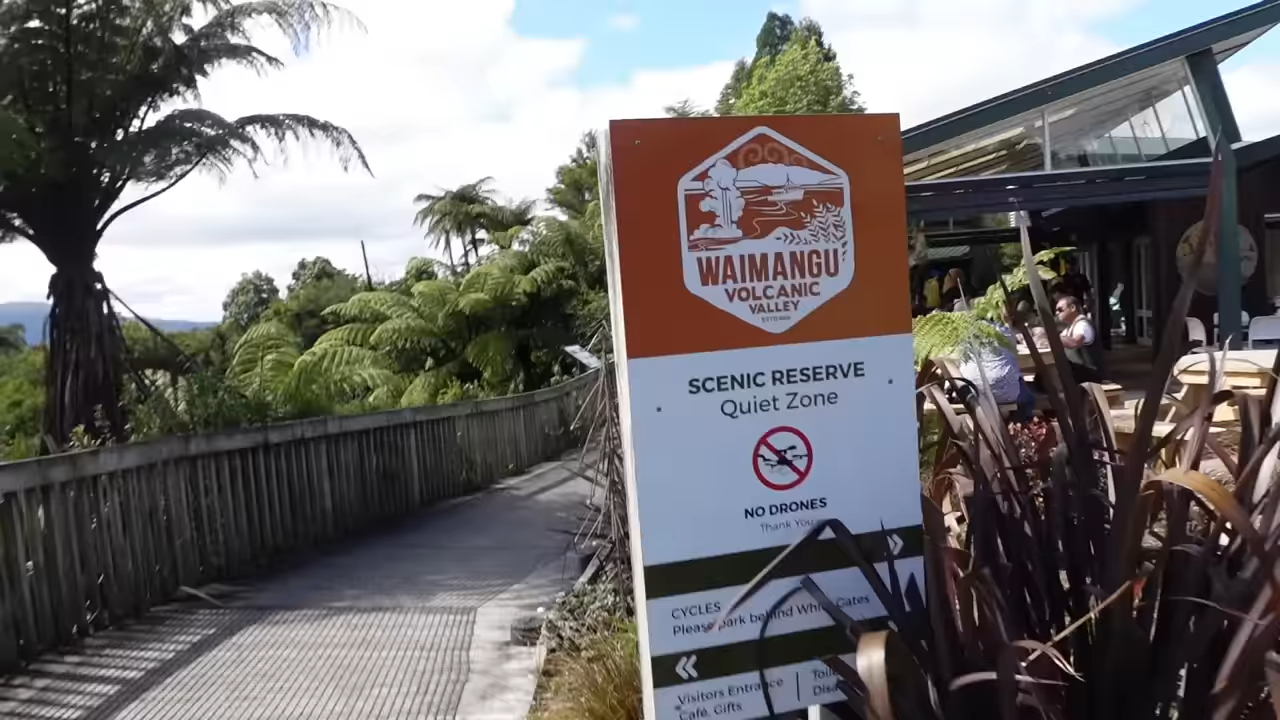 WAIMANGU
VOLCANIC
VALLEY
SCENIC RESERVE
Quiet Zone
NO DRONES
Thank You
CYCLES
Please park behind White Gates
Visitors Entrance
Café, Gifts